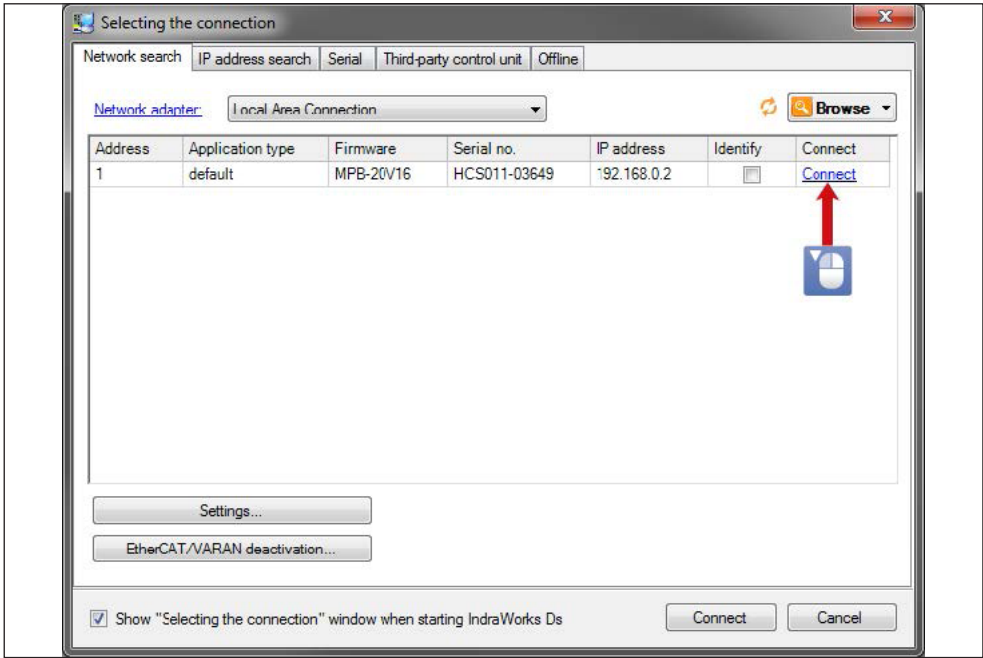 Selecting the connection
Network search IP address search Serial Third-party control unit Offline
Network adapter: Local Area Connection Browse
Address Application type Firmware Serial no. IP address Identify Connect
1 default MPB-20V16 HCS011-03649 192.168.0.2 Connect
Settings...
EtherCAT/VARAN deactivation...
Show "Selecting the connection" window when starting IndraWorks Ds Connect Cancel